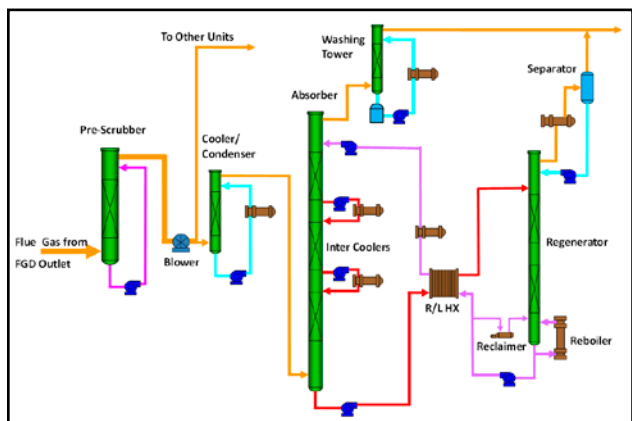 To Other Units
Washing
Tower
Separator
Absorber
Pre-Scrubber
Cooler/
Condenser
Flue Gas from
FGD Outlet
Blower
Inter Coolers
Regenerator
R/L HX
Reclaimer
Reboiler